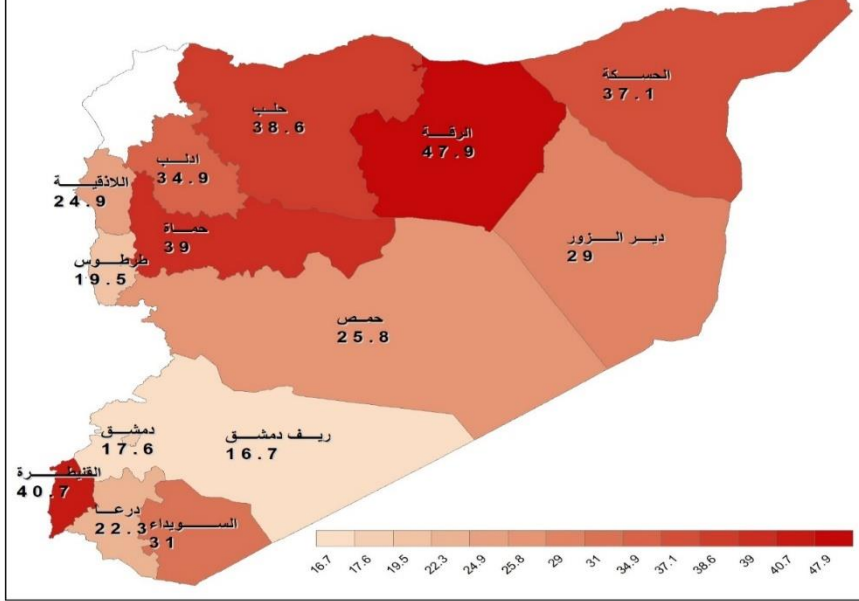 الحسكة
37.1
حلب
38.6
الرقة
47.9
ادلب
34.9
اللاذقية
24.9
حماة
39
دير الزور
29
طرطوس
19.5
حمص
25.8
دمشق
17.6
ريف دمشق
16.7
القنيطرة
40.7
درعا
22.3
السويداء
31
16.7 17.6 19.5 22.3 24.9 25.8 29 31 34.9 37.1 38.6 39 40.7 47.9